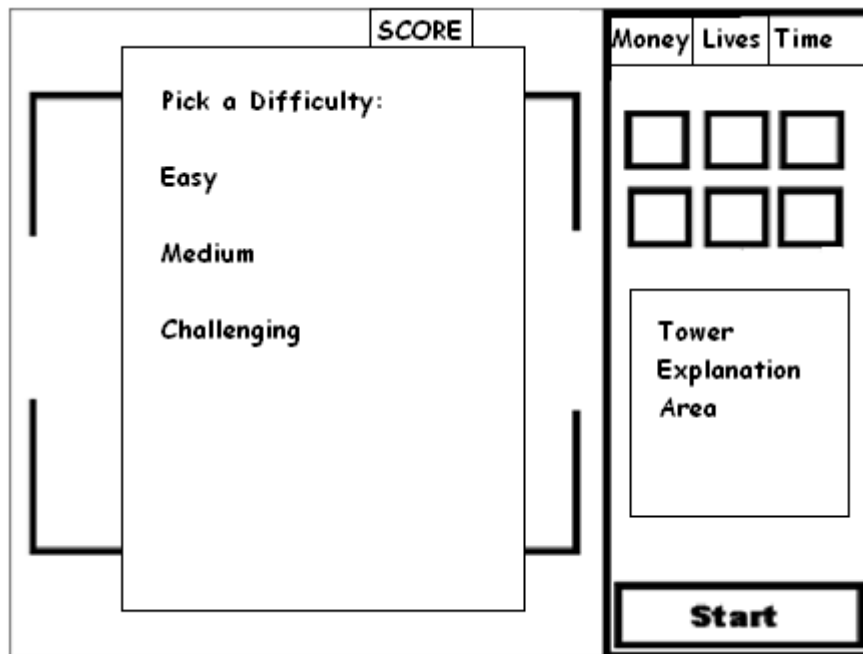 SCORE
Money Lives Time
Pick a Difficulty:
Easy
Medium
Challenging
Tower
Explanation
Area
Start